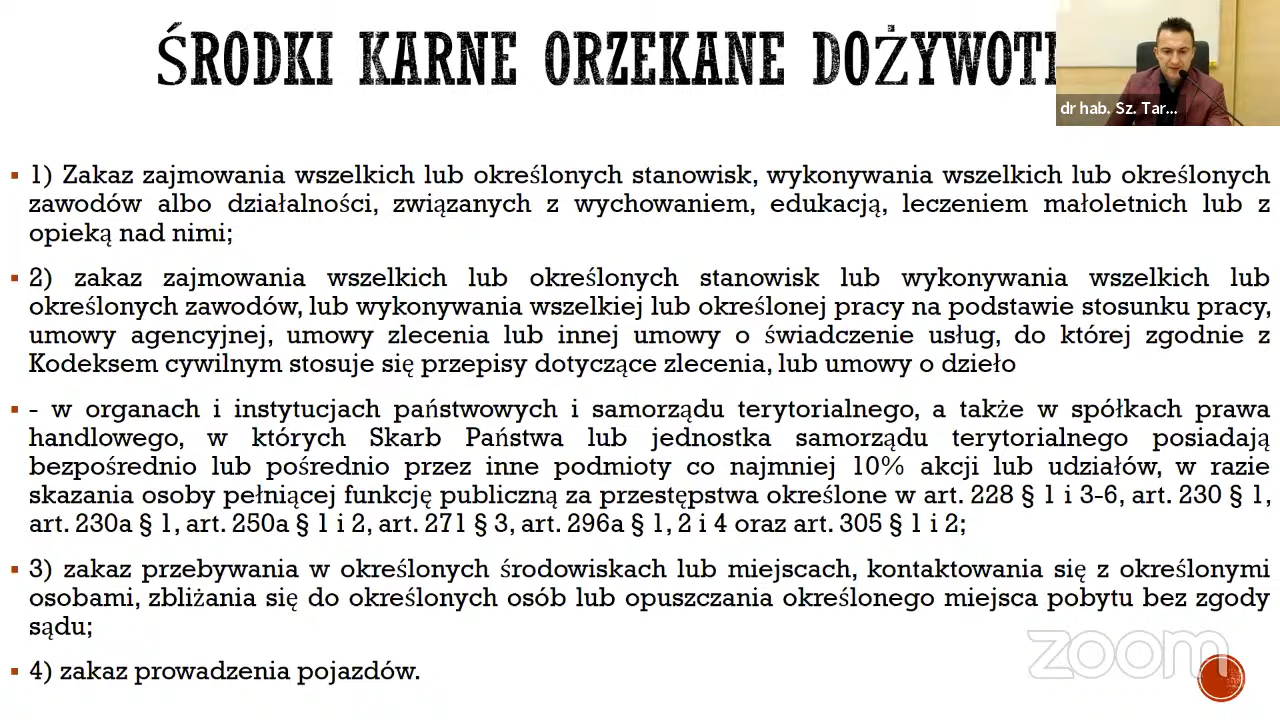 ŚRODKI KARNE ORZEKANE DOŻYWOT
dr hab. Sz. Tar...
▪ 1) Zakaz zajmowania wszelkich lub określonych stanowisk, wykonywania wszelkich lub określonych
zawodów albo działalności, związanych z wychowaniem, edukacją, leczeniem małoletnich lub z
opieką nad nimi;
▪ 2) zakaz zajmowania wszelkich lub określonych stanowisk lub wykonywania wszelkich lub
określonych zawodów, lub wykonywania wszelkiej lub określonej pracy na podstawie stosunku pracy,
umowy agencyjnej, umowy zlecenia lub innej umowy o świadczenie usług, do której zgodnie z
Kodeksem cywilnym stosuje się przepisy dotyczące zlecenia, lub umowy o dzieło
▪ - w organach i instytucjach państwowych i samorządu terytorialnego, a także w spółkach prawa
handlowego, w których Skarb Państwa lub jednostka samorządu terytorialnego posiadają
bezpośrednio lub pośrednio przez inne podmioty co najmniej 10% akcji lub udziałów, w razie
skazania osoby pełniącej funkcję publiczną za przestępstwa określone w art. 228 § 1 i 3-6, art. 230 § 1,
art. 230a § 1, art. 250a § 1 i 2, art. 271 § 3, art. 296a § 1, 2 i 4 oraz art. 305 § 1 i 2;
▪ 3) zakaz przebywania w określonych środowiskach lub miejscach, kontaktowania się z określonymi
osobami, zbliżania się do określonych osób lub opuszczania określonego miejsca pobytu bez zgody
sądu;
▪ 4) zakaz prowadzenia pojazdów.
zoom